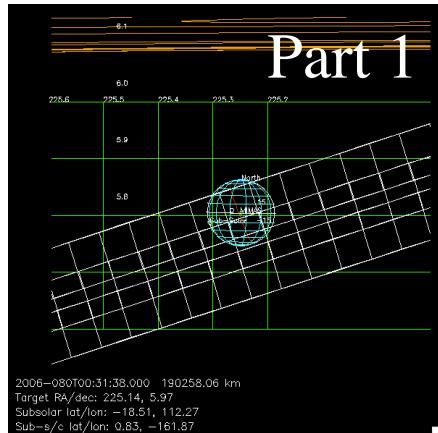 6.1
Part 1
6.0
225.6 225.5 225.4 225.3 225.2
5.9
5.8
North
2006-080T00:31:38.000 190258.06 km
Target RA/dec: 225.14, 5.97
Subsolar lat/lon: -18.51, 112.27
Sub-s/c lat/lon: 0.83, -161.87